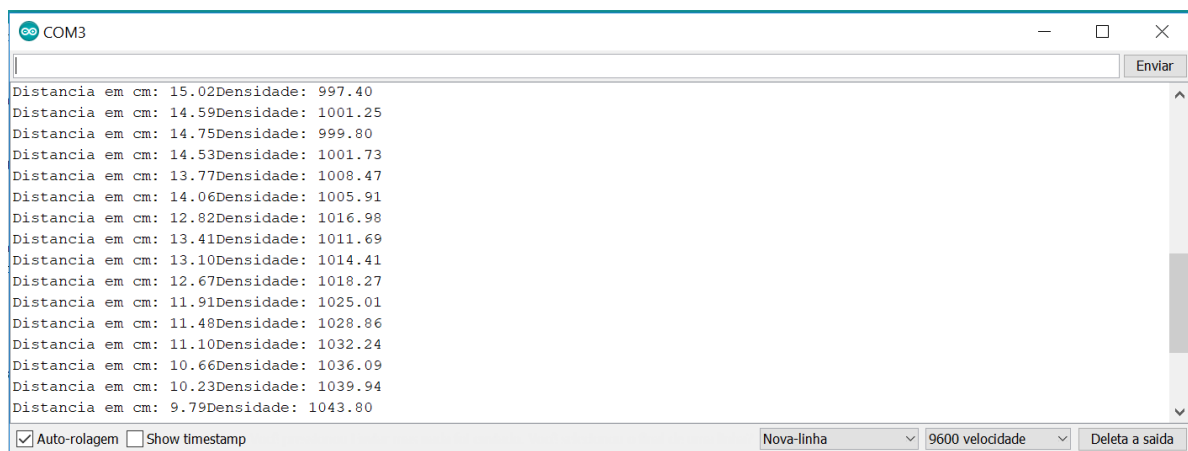 COM3
Enviar
Distancia em cm: 15.02Densidade: 997.40
Distancia em cm: 14.59Densidade: 1001.25
Distancia em cm: 14.75Densidade: 999.80
Distancia em cm: 14.53Densidade: 1001.73
Distancia em cm: 13.77Densidade: 1008.47
Distancia em cm: 14.06Densidade: 1005.91
Distancia em cm: 12.82Densidade: 1016.98
Distancia em cm: 13.41Densidade: 1011.69
Distancia em cm: 13.10Densidade: 1014.41
Distancia em cm: 12.67Densidade: 1018.27
Distancia em cm: 11.91Densidade: 1025.01
Distancia em cm: 11.48Densidade: 1028.86
Distancia em cm: 11.10Densidade: 1032.24
Distancia em cm: 10.66Densidade: 1036.09
Distancia em cm: 10.23Densidade: 1039.94
Distancia em cm: 9.79Densidade: 1043.80
Auto-rolagem Show timestamp Nova-linha 9600 velocidade Deleta a saida